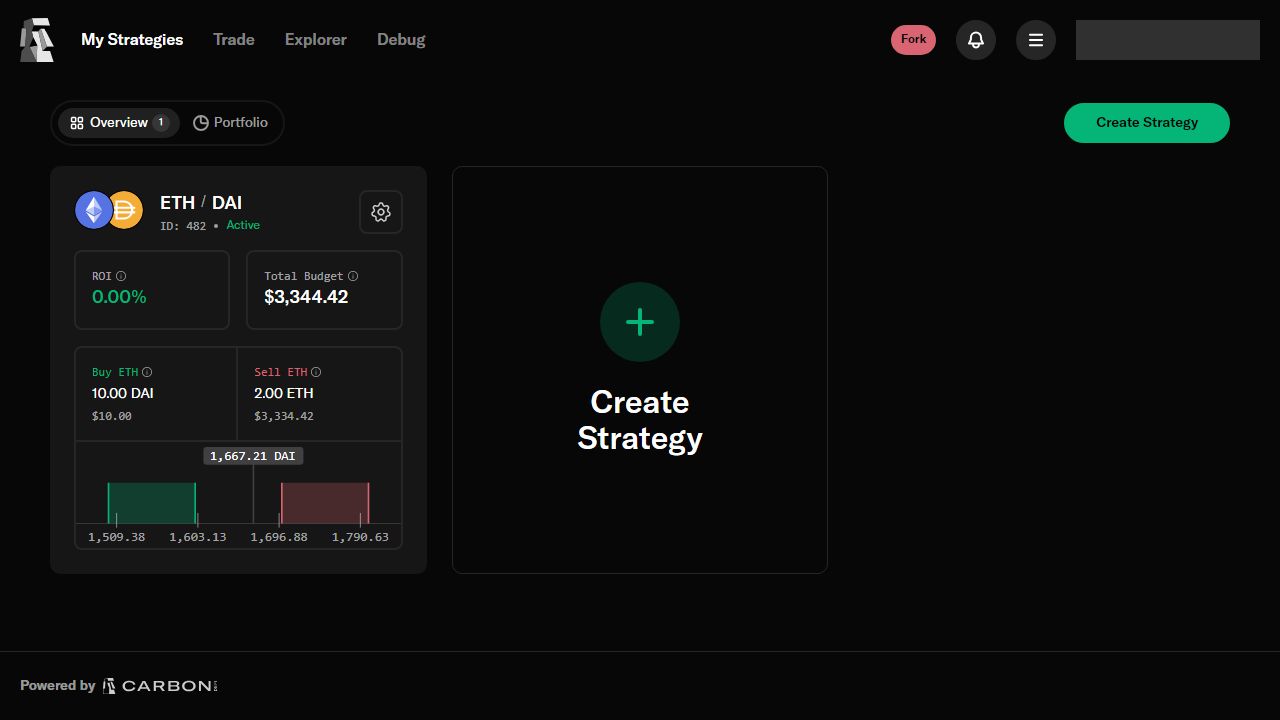 My Strategies
Trade
Explorer
Debug
Fork
Overview 1
Portfolio
Create Strategy
ETH / DAI
ID: 482 • Active
ROI
0.00%
Total Budget
$3,344.42
Buy ETH
10.00 DAI
$10.00
Sell ETH
2.00 ETH
$3,334.42
1,667.21 DAI
1,509.38 1,603.13 1,696.88 1,790.63
Create
Strategy
Powered by CARBON